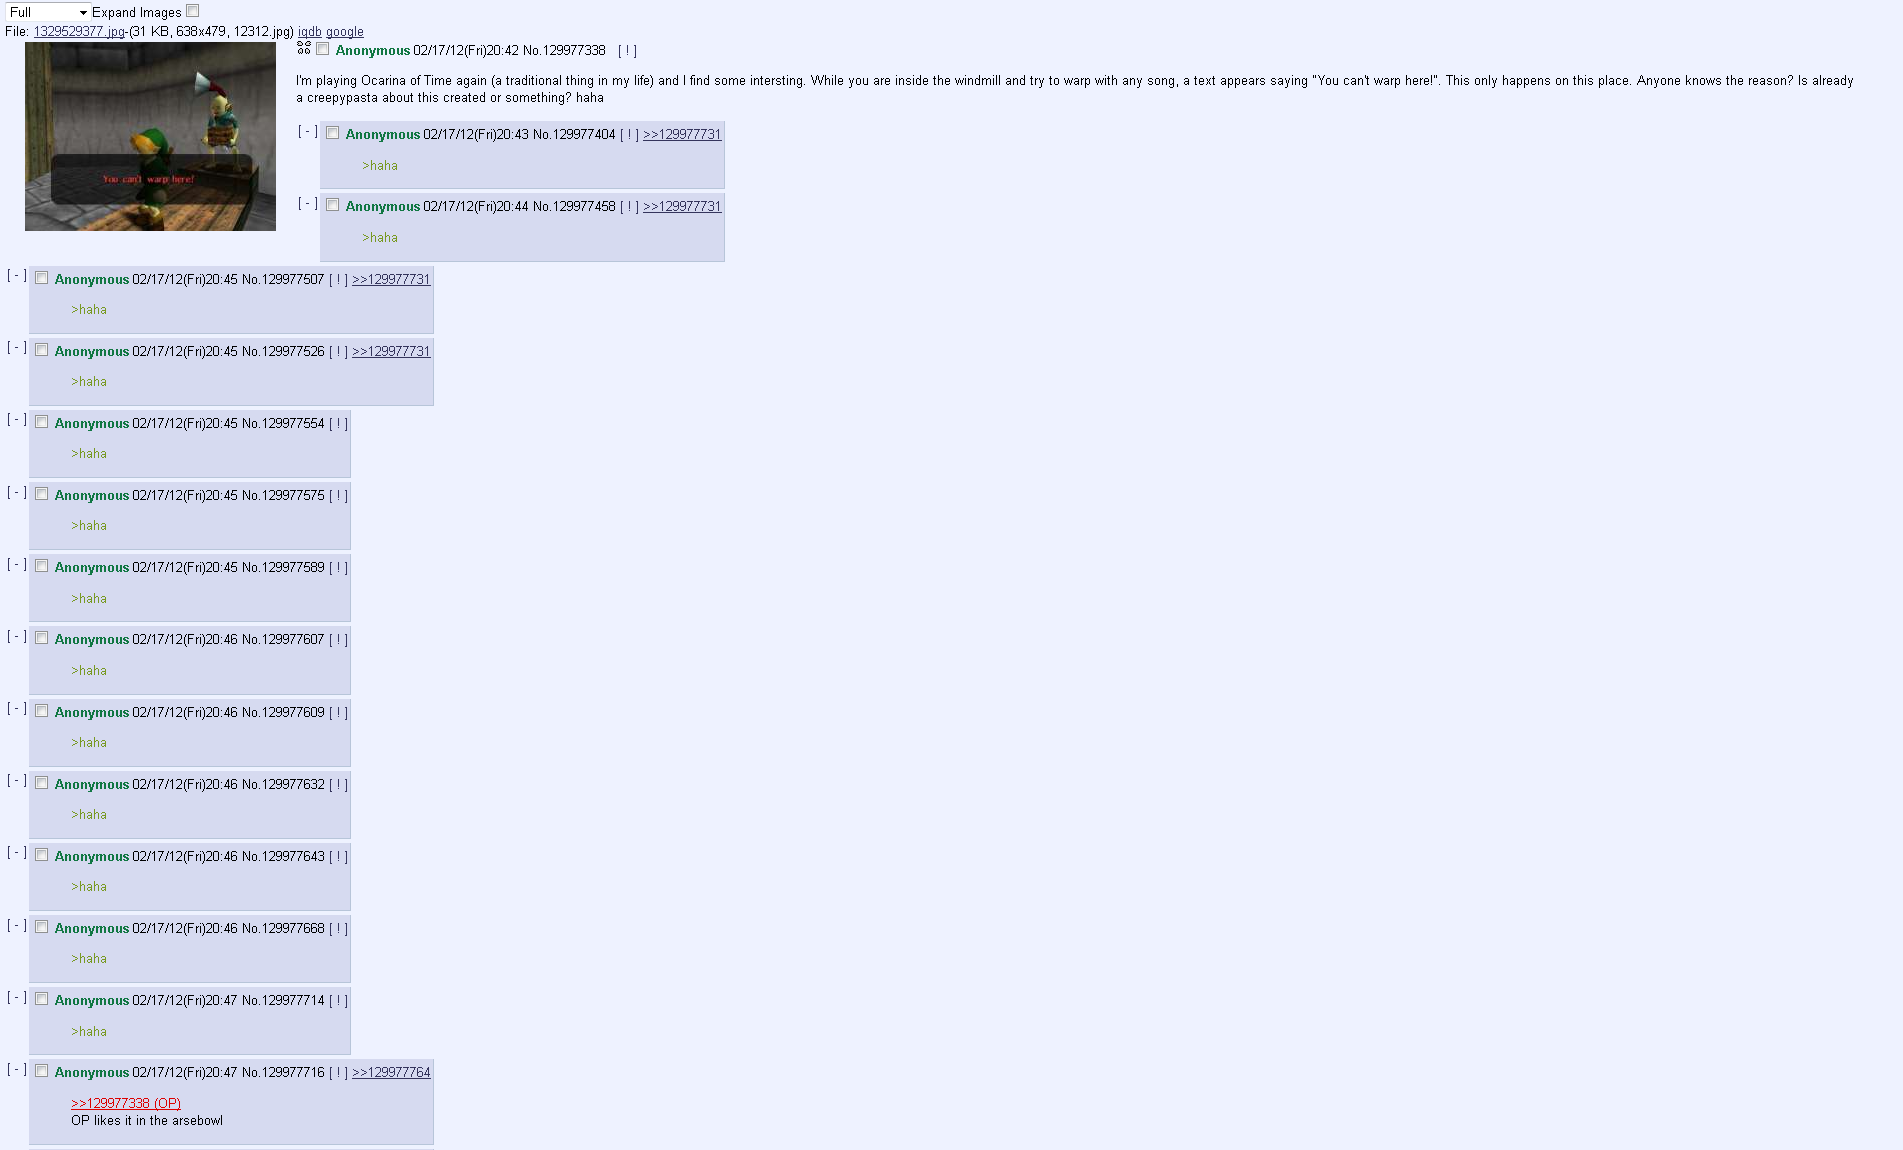 Full Expand Images
File: 1329529377.jpg-(31 KB, 638x479, 12312.jpg) iqdb google
You can't warp here!
Anonymous 02/17/12(Fri)20:42 No.129977338 [ ! ]
I'm playing Ocarina of Time again (a traditional thing in my life) and I find some intersting. While you are inside the windmill and try to warp with any song, a text appears saying "You can't warp here!". This only happens on this place. Anyone knows the reason? Is already
a creepypasta about this created or something? haha
[ - ] Anonymous 02/17/12(Fri)20:43 No.129977404 [ ! ] >>129977731
>haha
[ - ] Anonymous 02/17/12(Fri)20:44 No.129977458 [ ! ] >>129977731
>haha
[ - ] Anonymous 02/17/12(Fri)20:45 No.129977507 [ ! ] >>129977731
>haha
[ - ] Anonymous 02/17/12(Fri)20:45 No.129977526 [ ! ] >>129977731
>haha
[ - ] Anonymous 02/17/12(Fri)20:45 No.129977554 [ ! ]
>haha
[ - ] Anonymous 02/17/12(Fri)20:45 No.129977575 [ ! ]
>haha
[ - ] Anonymous 02/17/12(Fri)20:45 No.129977589 [ ! ]
>haha
[ - ] Anonymous 02/17/12(Fri)20:46 No.129977607 [ ! ]
>haha
[ - ] Anonymous 02/17/12(Fri)20:46 No.129977609 [ ! ]
>haha
[ - ] Anonymous 02/17/12(Fri)20:46 No.129977632 [ ! ]
>haha
[ - ] Anonymous 02/17/12(Fri)20:46 No.129977643 [ ! ]
>haha
[ - ] Anonymous 02/17/12(Fri)20:46 No.129977668 [ ! ]
>haha
[ - ] Anonymous 02/17/12(Fri)20:47 No.129977714 [ ! ]
>haha
[ - ] Anonymous 02/17/12(Fri)20:47 No.129977716 [ ! ] >>129977764
>>129977338 (OP)
OP likes it in the arsebowl